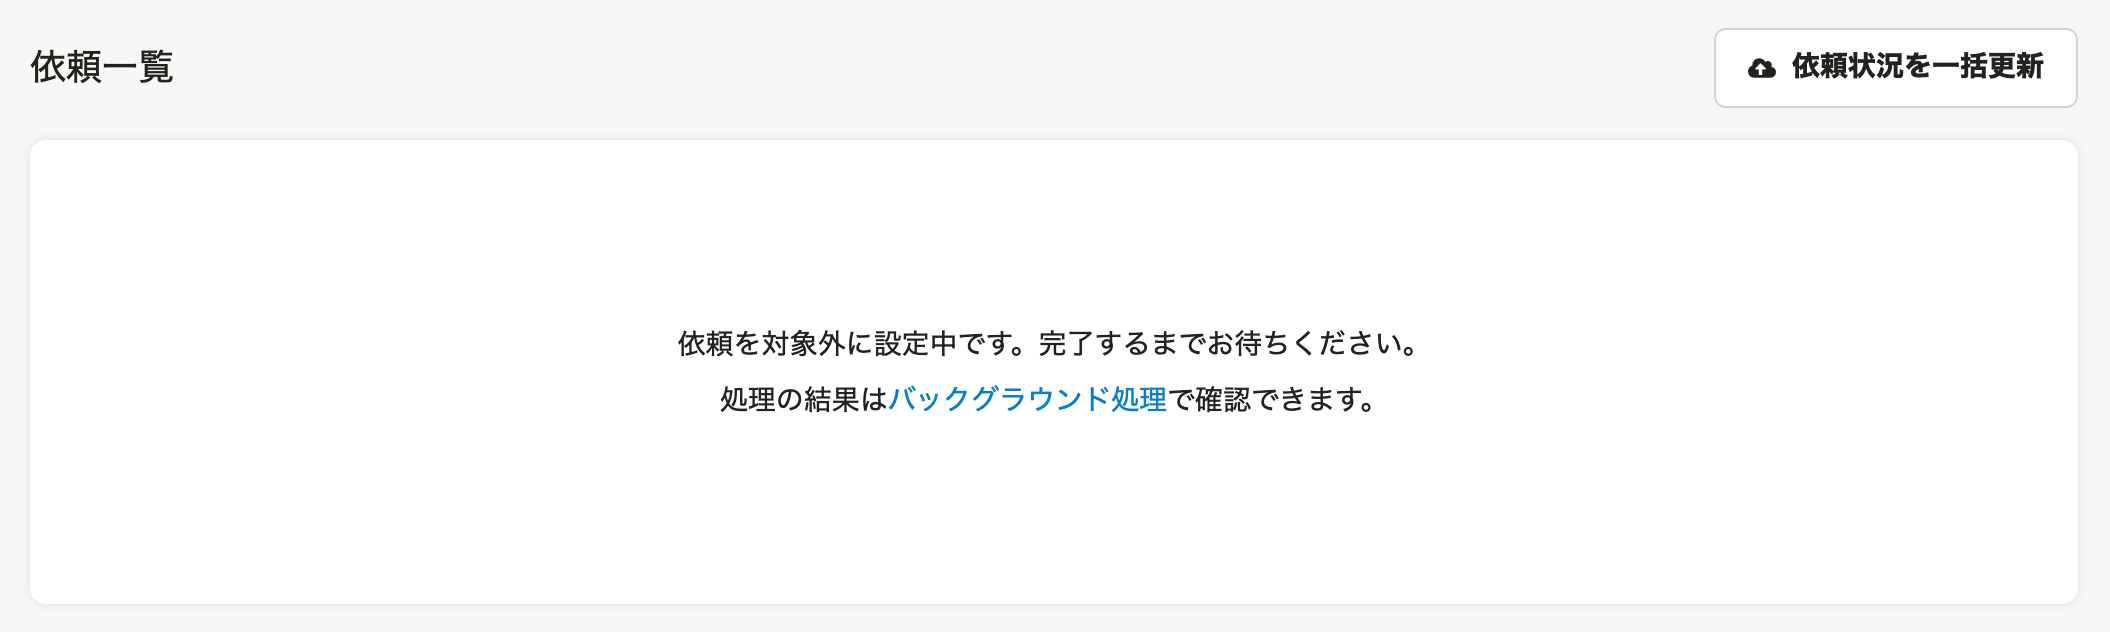 依頼一覧
依頼状況を一括更新
依頼を対象外に設定中です。完了するまでお待ちください。
処理の結果はバックグラウンド処理で確認できます。